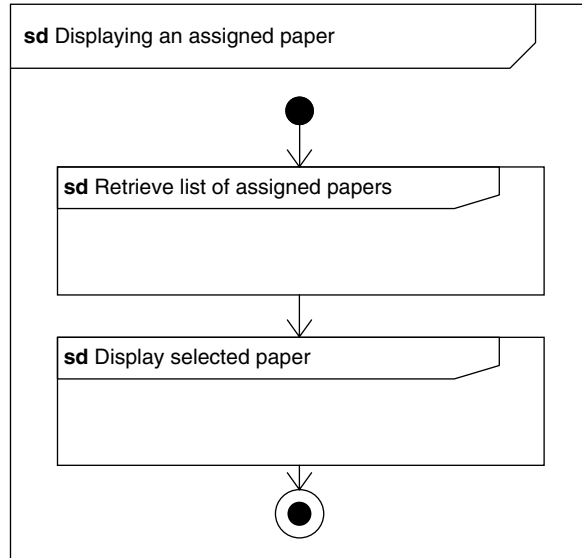 sd Displaying an assigned paper
sd Retrieve list of assigned papers
sd Display selected paper